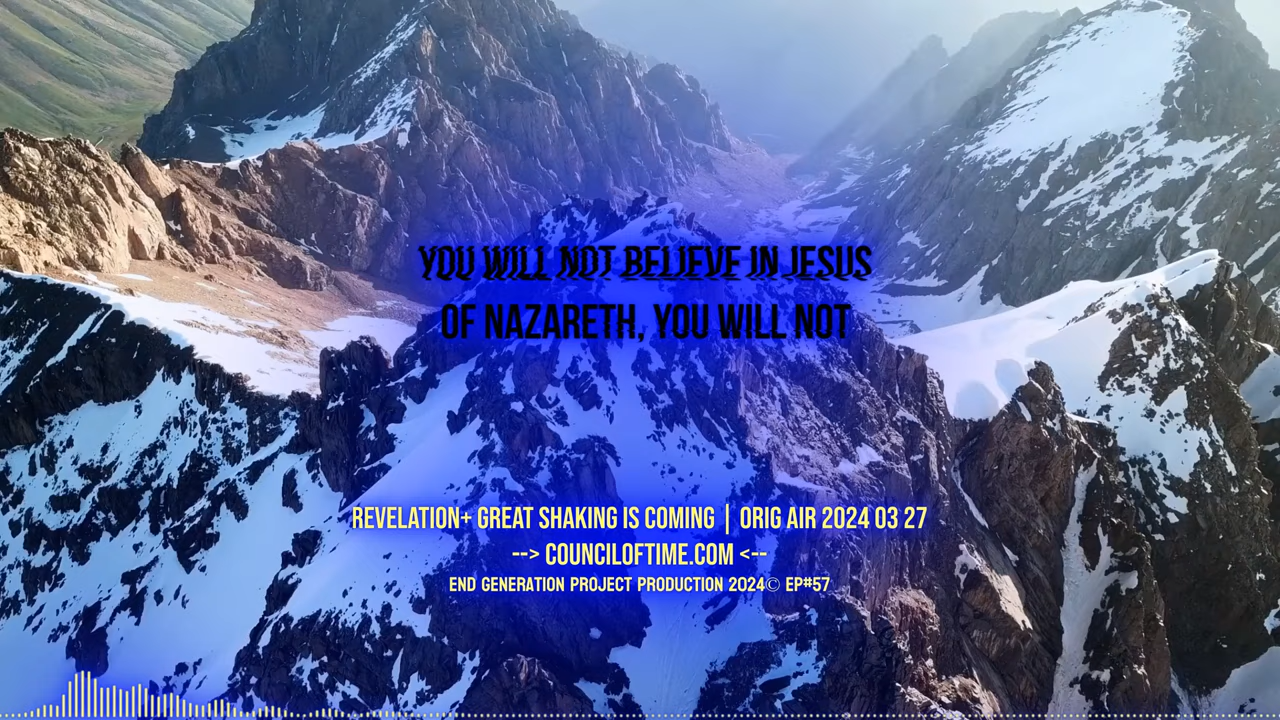 YOU WILL NOT BELIEVE IN JESUS
OF NAZARETH, YOU WILL NOT
REVELATION+ GREAT SHAKING IS COMING | ORIG AIR 2024 03 27
--> COUNCILOFTIME.COM <--
END GENERATION PROJECT PRODUCTION 2024© EP#57